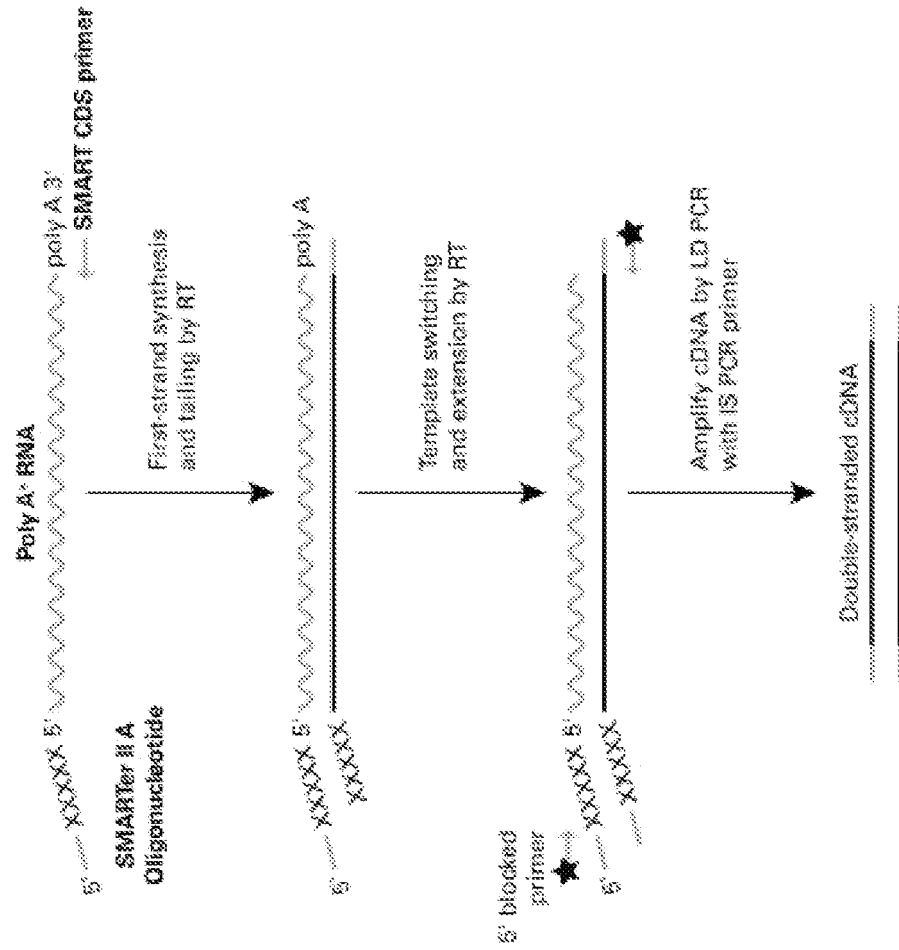 Poly A+ RNA
5' XXXXX 5' poly A 3'
SMART CDS primer
SMARTer II A
Oligonucleotide
First-strand synthesis
and tailing by RT
5' XXXXX 5' poly A
XXXXX
Template switching
and extension by RT
5' blocked
primer
5' XXXXX 5'
XXXXX
Amplify cDNA by LD PCR
with IS PCR primer
Double-stranded cDNA